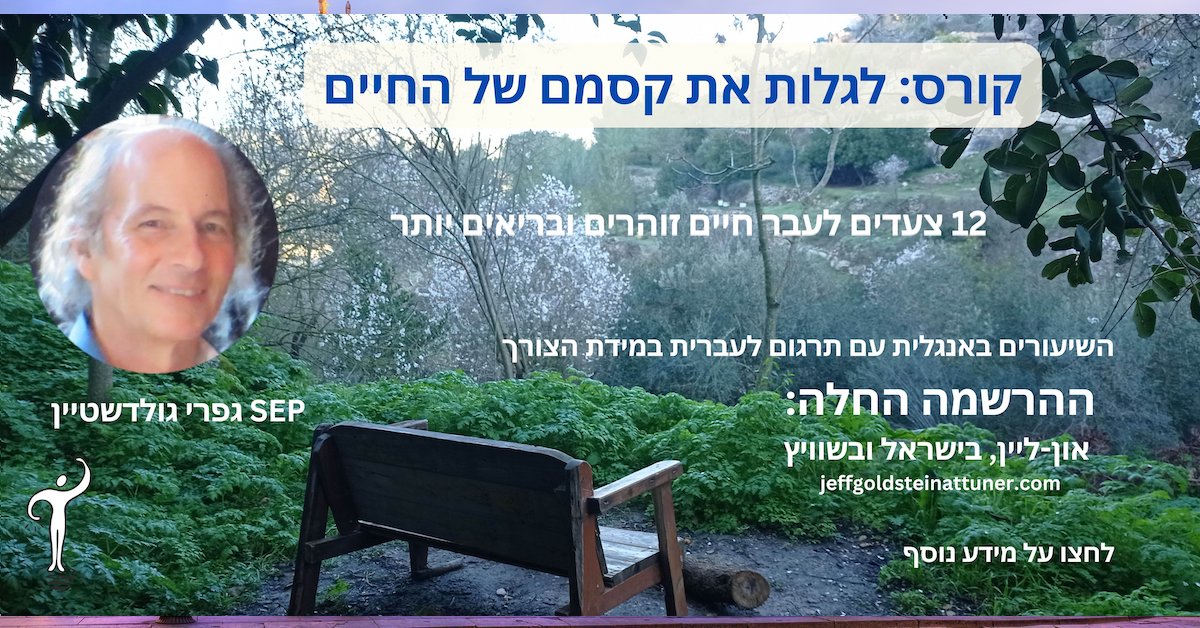 קורס: לגלות את קסמם של החיים
12 צעדים לעבר חיים זוהרים ובריאים יותר
השיעורים באנגלית עם תרגום לעברית במידת הצורך
ההרשמה החלה:
און-ליין, בישראל ובשוויץ
jeffgoldsteinattuner.com
לחצו על מידע נוסף
SEP גפרי גולדשטיין